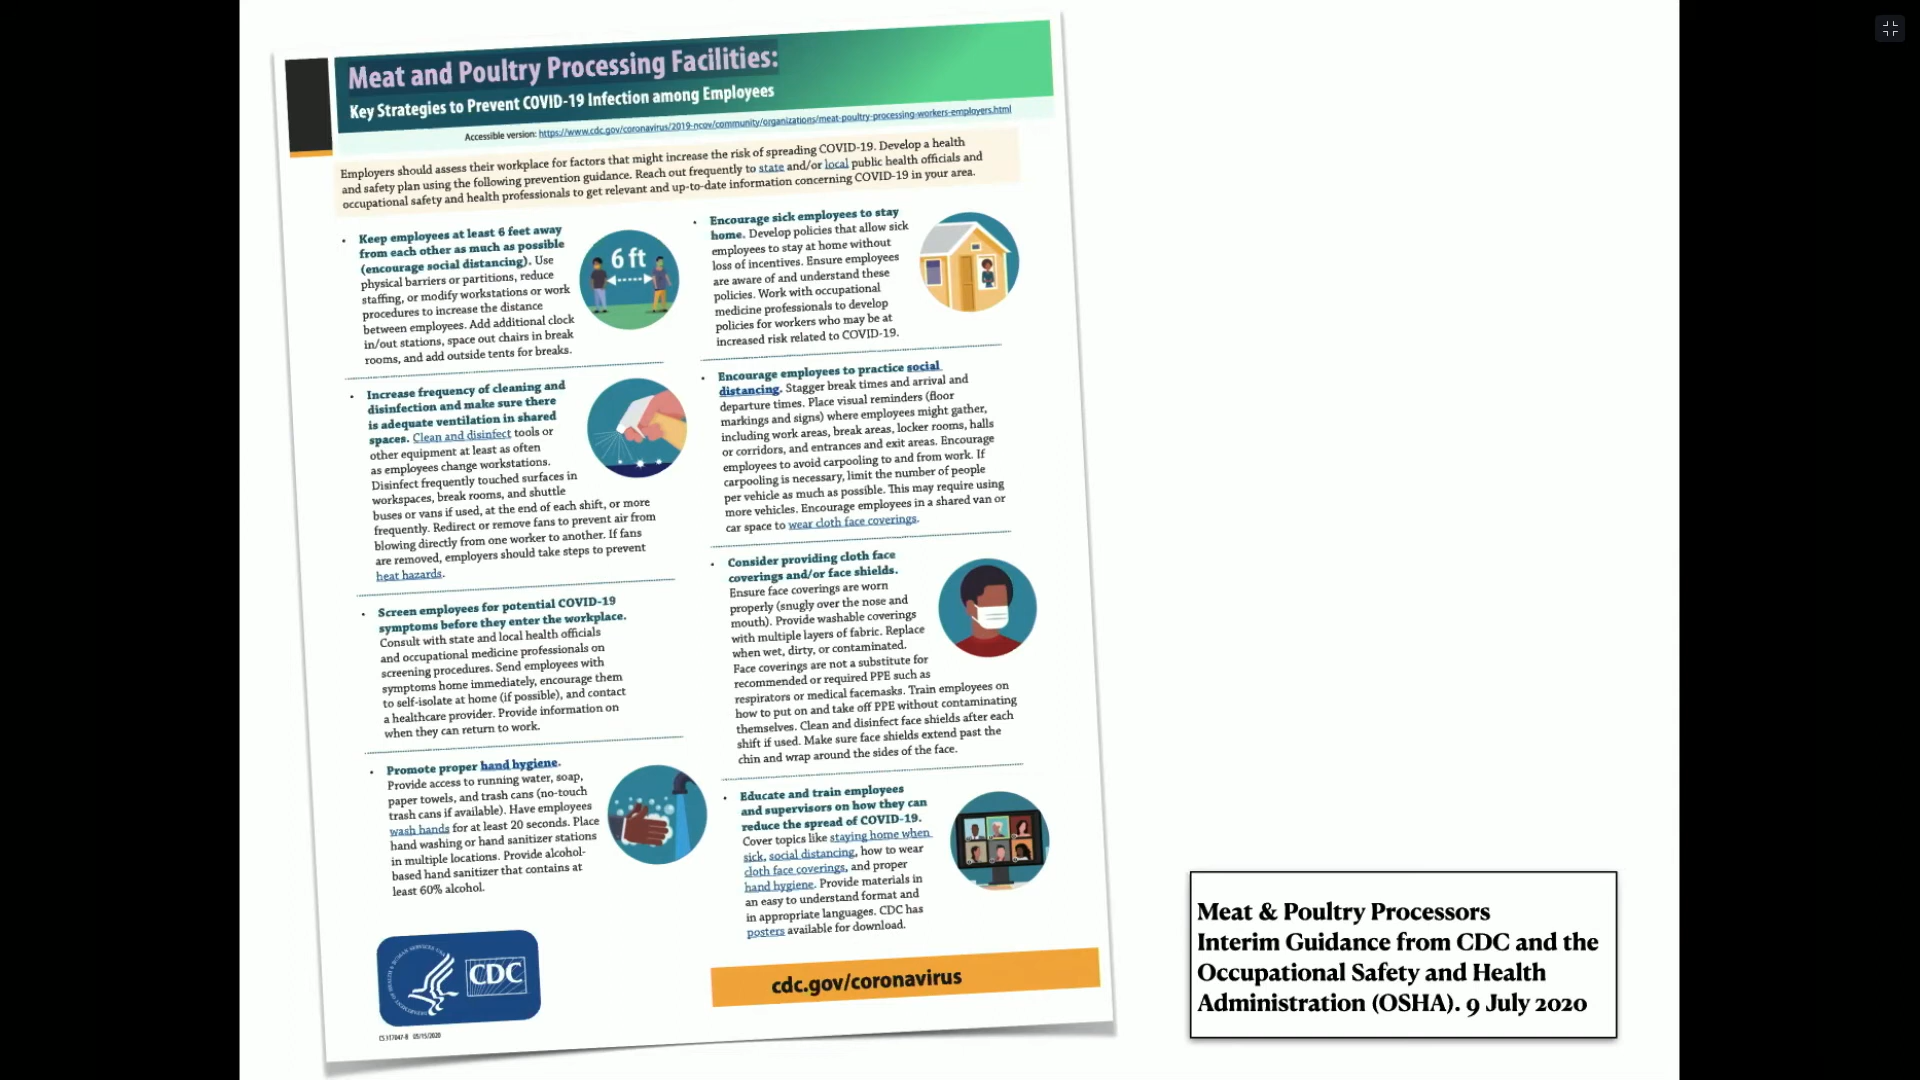 Meat and Poultry Processing Facilities:
Key Strategies to Prevent COVID-19 Infection among Employees
Accessible version: https://www.cdc.gov/coronavirus/2019-ncov/community/organizations/meat-poultry-processing-workers-employers.html
Employers should assess their workplace for factors that might increase the risk of spreading COVID-19. Develop a health
and safety plan using the following prevention guidance. Reach out frequently to state and/or local public health officials and
occupational safety and health professionals to get relevant and up-to-date information concerning COVID-19 in your area.
• Keep employees at least 6 feet away
from each other as much as possible
(encourage social distancing). Use
physical barriers or partitions, reduce
staffing, or modify workstations or work
procedures to increase the distance
between employees. Add additional clock
in/out stations, space out chairs in break
rooms, and add outside tents for breaks.
6 ft
• Increase frequency of cleaning and
disinfection and make sure there
is adequate ventilation in shared
spaces. Clean and disinfect tools or
other equipment at least as often
as employees change workstations.
Disinfect frequently touched surfaces in
workspaces, break rooms, and shuttle
buses or vans if used, at the end of each shift, or more
frequently. Redirect or remove fans to prevent air from
blowing directly from one worker to another. If fans
are removed, employers should take steps to prevent
heat hazards.
• Screen employees for potential COVID-19
symptoms before they enter the workplace.
Consult with state and local health officials
and occupational medicine professionals on
screening procedures. Send employees with
symptoms home immediately, encourage them
to self-isolate at home (if possible), and contact
a healthcare provider. Provide information on
when they can return to work.
• Promote proper hand hygiene.
Provide access to running water, soap,
paper towels, and trash cans (no-touch
trash cans if available). Have employees
wash hands for at least 20 seconds. Place
hand washing or hand sanitizer stations
in multiple locations. Provide alcohol-
based hand sanitizer that contains at
least 60% alcohol.
• Encourage sick employees to stay
home. Develop policies that allow sick
employees to stay at home without
loss of incentives. Ensure employees
are aware of and understand these
policies. Work with occupational
medicine professionals to develop
policies for workers who may be at
increased risk related to COVID-19.
• Encourage employees to practice social
distancing. Stagger break times and arrival and
departure times. Place visual reminders (floor
markings and signs) where employees might gather,
including work areas, break areas, locker rooms, halls
or corridors, and entrances and exit areas. Encourage
employees to avoid carpooling to and from work. If
carpooling is necessary, limit the number of people
per vehicle as much as possible. This may require using
more vehicles. Encourage employees in a shared van or
car space to wear cloth face coverings.
• Consider providing cloth face
coverings and/or face shields.
Ensure face coverings are worn
properly (snugly over the nose and
mouth). Provide washable coverings
with multiple layers of fabric. Replace
when wet, dirty, or contaminated.
Face coverings are not a substitute for
recommended or required PPE such as
respirators or medical facemasks. Train employees on
how to put on and take off PPE without contaminating
themselves. Clean and disinfect face shields after each
shift if used. Make sure face shields extend past the
chin and wrap around the sides of the face.
• Educate and train employees
and supervisors on how they can
reduce the spread of COVID-19.
Cover topics like staying home when
sick, social distancing, how to wear
cloth face coverings, and proper
hand hygiene. Provide materials in
an easy to understand format and
in appropriate languages. CDC has
posters available for download.
CDC
cdc.gov/coronavirus
CS 317047-B 05/15/2020
Meat & Poultry Processors
Interim Guidance from CDC and the
Occupational Safety and Health
Administration (OSHA). 9 July 2020